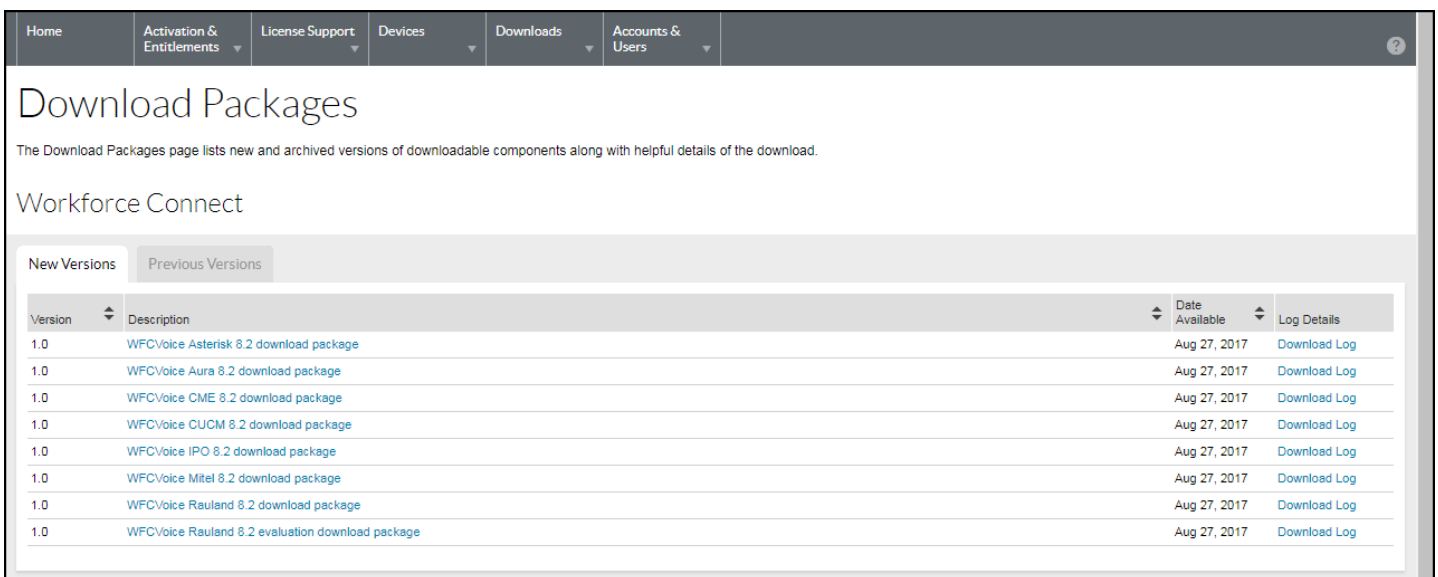 Home
Activation &
Entitlements
License Support
Devices
Downloads
Accounts &
Users
?
Download Packages
The Download Packages page lists new and archived versions of downloadable components along with helpful details of the download.
Workforce Connect
New Versions
Previous Versions
Version Description Date Available Log Details
1.0 WFCVoice Asterisk 8.2 download package Aug 27, 2017 Download Log
1.0 WFCVoice Aura 8.2 download package Aug 27, 2017 Download Log
1.0 WFCVoice CME 8.2 download package Aug 27, 2017 Download Log
1.0 WFCVoice CUCM 8.2 download package Aug 27, 2017 Download Log
1.0 WFCVoice IPO 8.2 download package Aug 27, 2017 Download Log
1.0 WFCVoice Mitel 8.2 download package Aug 27, 2017 Download Log
1.0 WFCVoice Rauland 8.2 download package Aug 27, 2017 Download Log
1.0 WFCVoice Rauland 8.2 evaluation download package Aug 27, 2017 Download Log